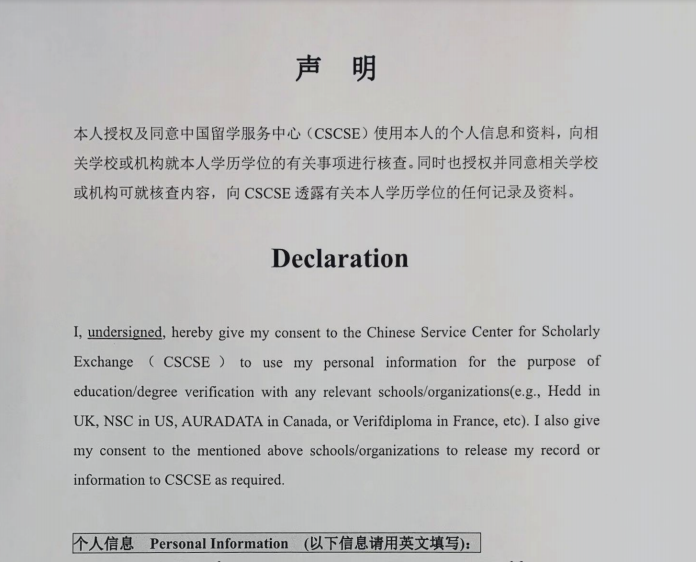 声 明
本人授权及同意中国留学服务中心（CSCSE）使用本人的个人信息和资料，向相
关学校或机构就本人学历学位的有关事项进行核查。同时也授权并同意相关学校
或机构可就核查内容，向 CSCSE 透露有关本人学历学位的任何记录及资料。
Declaration
I, undersigned, hereby give my consent to the Chinese Service Center for Scholarly
Exchange （ CSCSE ） to use my personal information for the purpose of
education/degree verification with any relevant schools/organizations(e.g., Hedd in
UK, NSC in US, AURADATA in Canada, or Verifdiploma in France, etc). I also give
my consent to the mentioned above schools/organizations to release my record or
information to CSCSE as required.
个人信息 Personal Information （以下信息请用英文填写）：